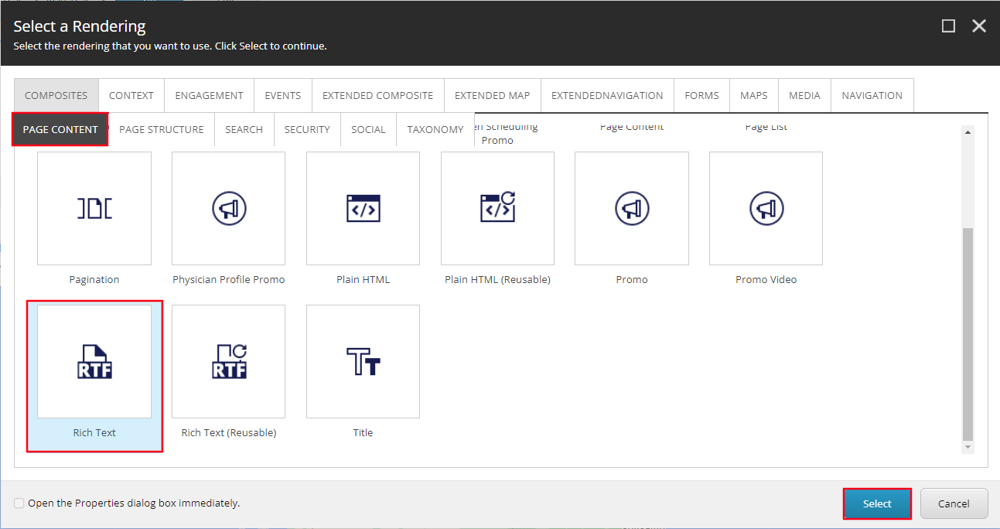 Select a Rendering
Select the rendering that you want to use. Click Select to continue.
COMPOSITES CONTEXT ENGAGEMENT EVENTS EXTENDED COMPOSITE EXTENDED MAP EXTENDEDNAVIGATION FORMS MAPS MEDIA NAVIGATION
PAGE CONTENT PAGE STRUCTURE SEARCH SECURITY SOCIAL TAXONOMY
Scheduling Page Content Page List
Promo
Pagination Physician Profile Promo Plain HTML Plain HTML (Reusable) Promo Promo Video
RTF RTF TT
Rich Text Rich Text (Reusable) Title
Open the Properties dialog box immediately.
Select Cancel